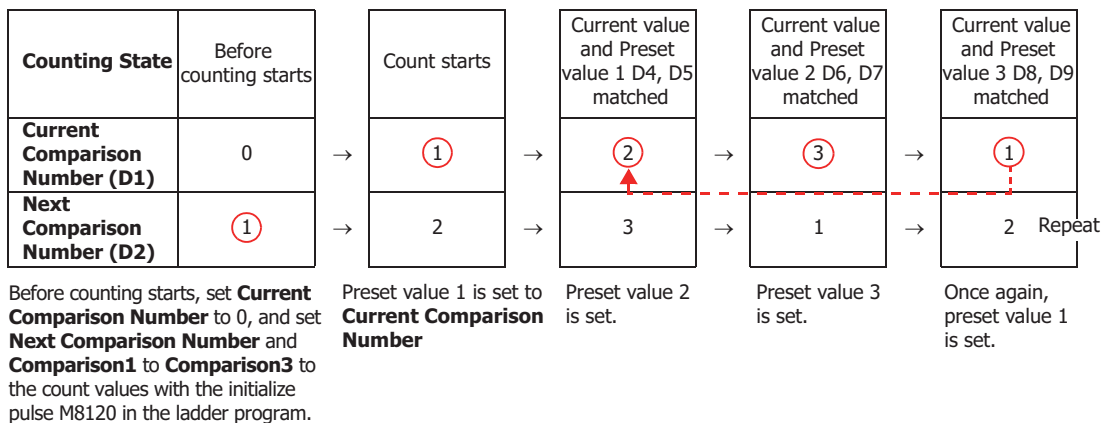 Counting State
Before
counting starts
Count starts
Current value
and Preset
value 1 D4, D5
matched
Current value
and Preset
value 2 D6, D7
matched
Current value
and Preset
value 3 D8, D9
matched
Current
Comparison
Number (D1)
0
→
1
→
2
→
3
→
1
Next
Comparison
Number (D2)
1
→
2
→
3
→
1
→
2
Repeat
Before counting starts, set Current
Comparison Number to 0, and set
Next Comparison Number and
Comparison1 to Comparison3 to
the count values with the initialize
pulse M8120 in the ladder program.
Preset value 1 is set to
Current Comparison
Number
Preset value 2
is set.
Preset value 3
is set.
Once again,
preset value 1
is set.